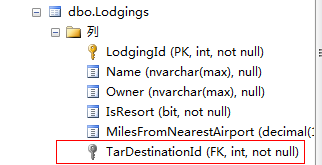 dbo.Lodgings
列
LodgingId (PK, int, not null)
Name (nvarchar(max), null)
Owner (nvarchar(max), null)
IsResort (bit, not null)
MilesFromNearestAirport (decimal(1
TarDestinationId (FK, int, not null)